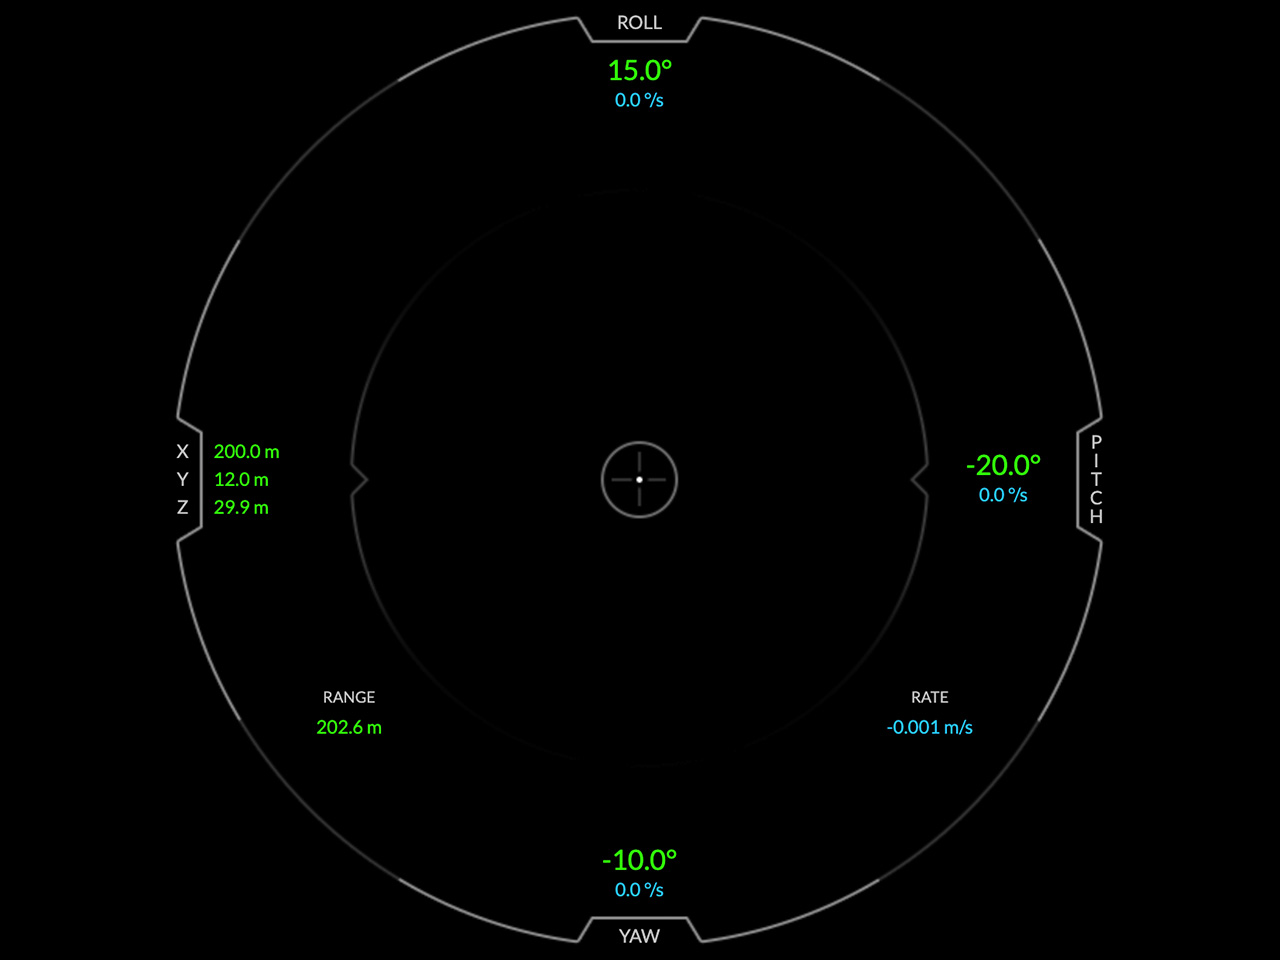 ROLL
15.0°
0.0 °/s
X 200.0 m
Y 12.0 m
Z 29.9 m
-20.0°
0.0 °/s
PITCH
RANGE
202.6 m
RATE
-0.001 m/s
-10.0°
0.0 °/s
YAW